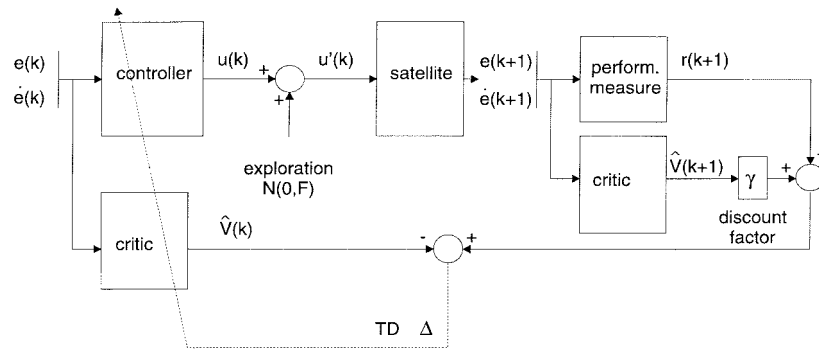 e(k)
ė(k)
controller
u(k)
+
+
u'(k)
satellite
e(k+1)
ė(k+1)
perform.
measure
r(k+1)
exploration
N(0,F)
critic
V̂(k+1)
γ
+
discount
factor
critic
V̂(k)
-
+
TD Δ